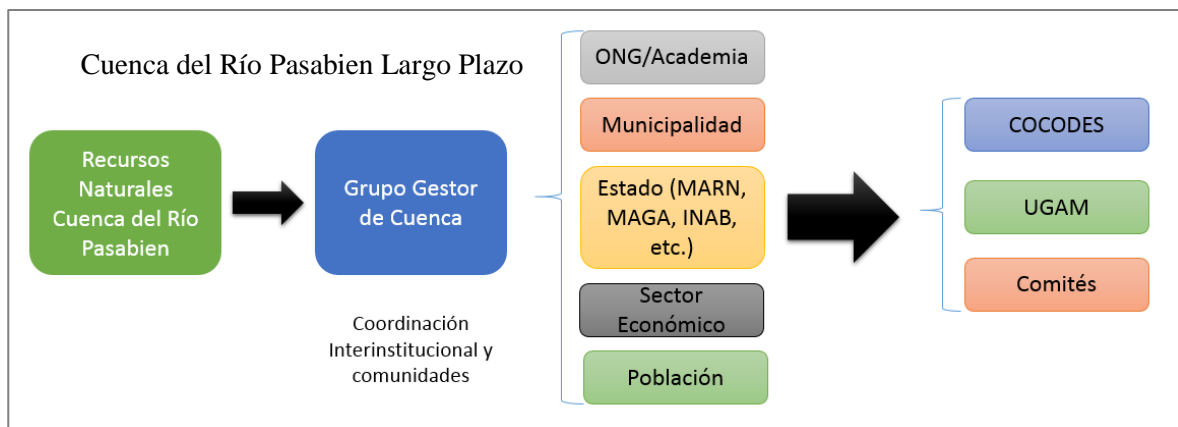 Cuenca del Río Pasabien Largo Plazo
Recursos
Naturales
Cuenca del Río
Pasabien
Grupo Gestor
de Cuenca
Coordinación
Interinstitucional y
comunidades
ONG/Academia
Municipalidad
Estado (MARN,
MAGA, INAB,
etc.)
Sector
Económico
Población
COCODES
UGAM
Comités